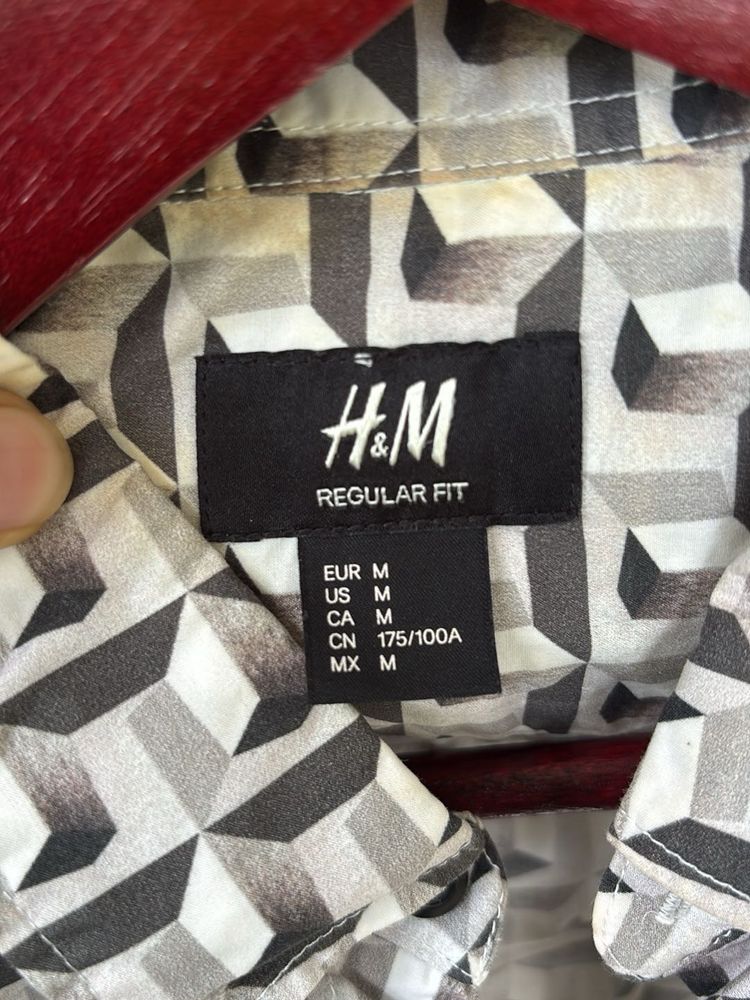 H&M
REGULAR FIT
EUR M
US M
CA M
CN 175/100A
MX M